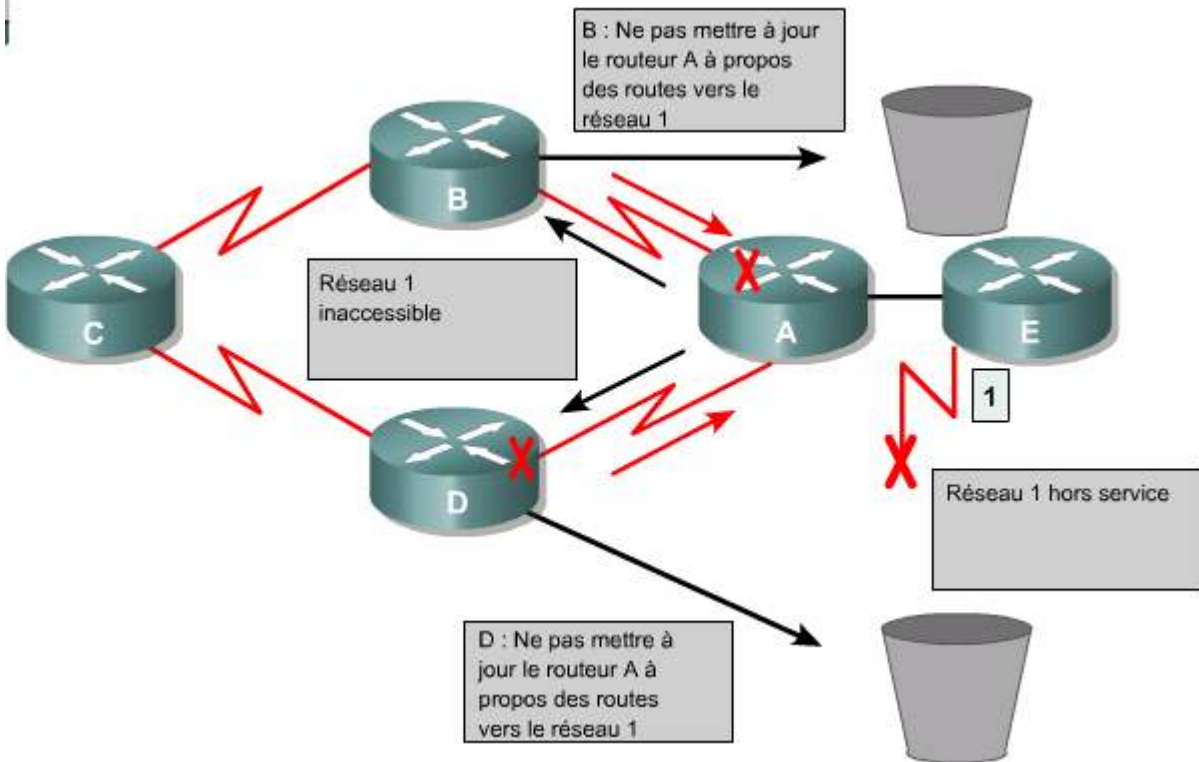 B : Ne pas mettre à jour
le routeur A à propos
des routes vers le
réseau 1
B
Réseau 1
inaccessible
C
A
E
1
D
Réseau 1 hors service
D : Ne pas mettre à
jour le routeur A à
propos des routes
vers le réseau 1